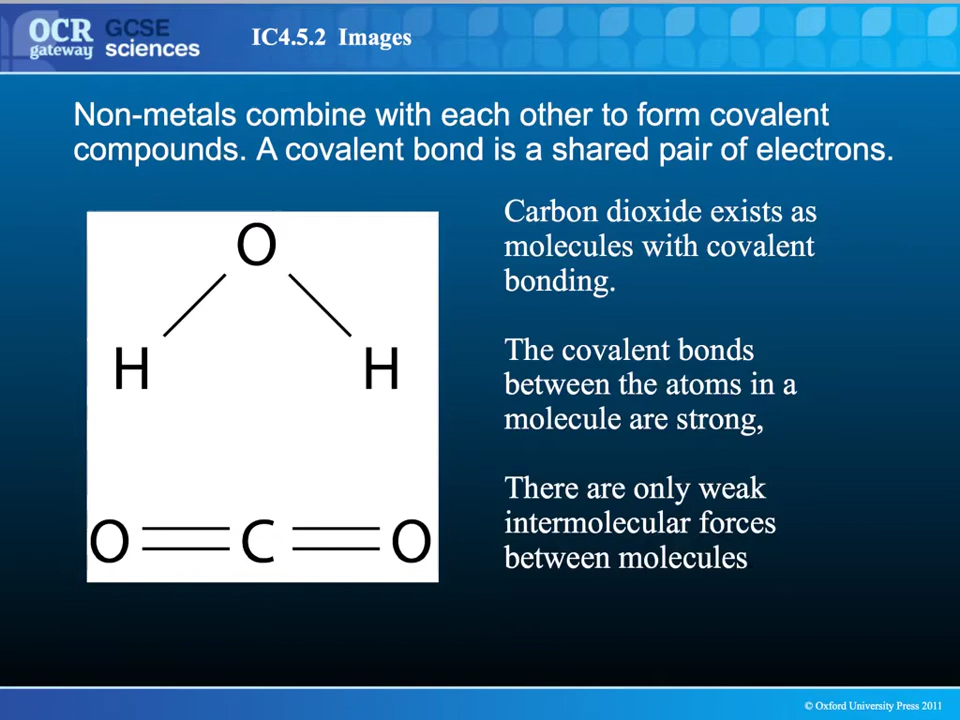 OCR GCSE
gateway sciences
IC4.5.2 Images
Non-metals combine with each other to form covalent
compounds. A covalent bond is a shared pair of electrons.
O
H H
O C O
Carbon dioxide exists as
molecules with covalent
bonding.
The covalent bonds
between the atoms in a
molecule are strong,
There are only weak
intermolecular forces
between molecules
© Oxford University Press 2011